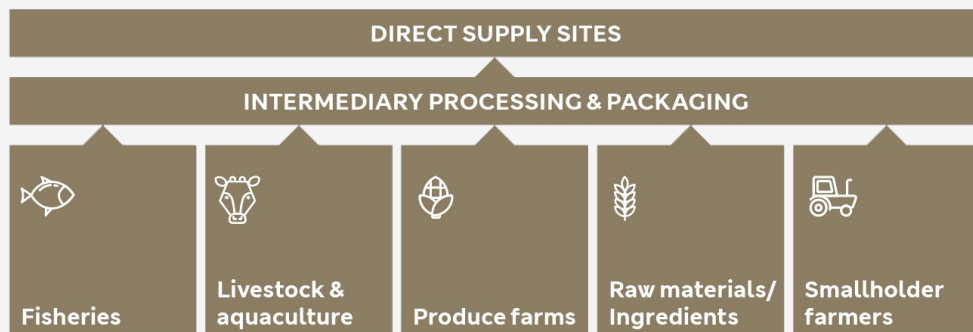 DIRECT SUPPLY SITES
INTERMEDIARY PROCESSING & PACKAGING
Fisheries
Livestock &
aquaculture
Produce farms
Raw materials/
Ingredients
Smallholder
farmers